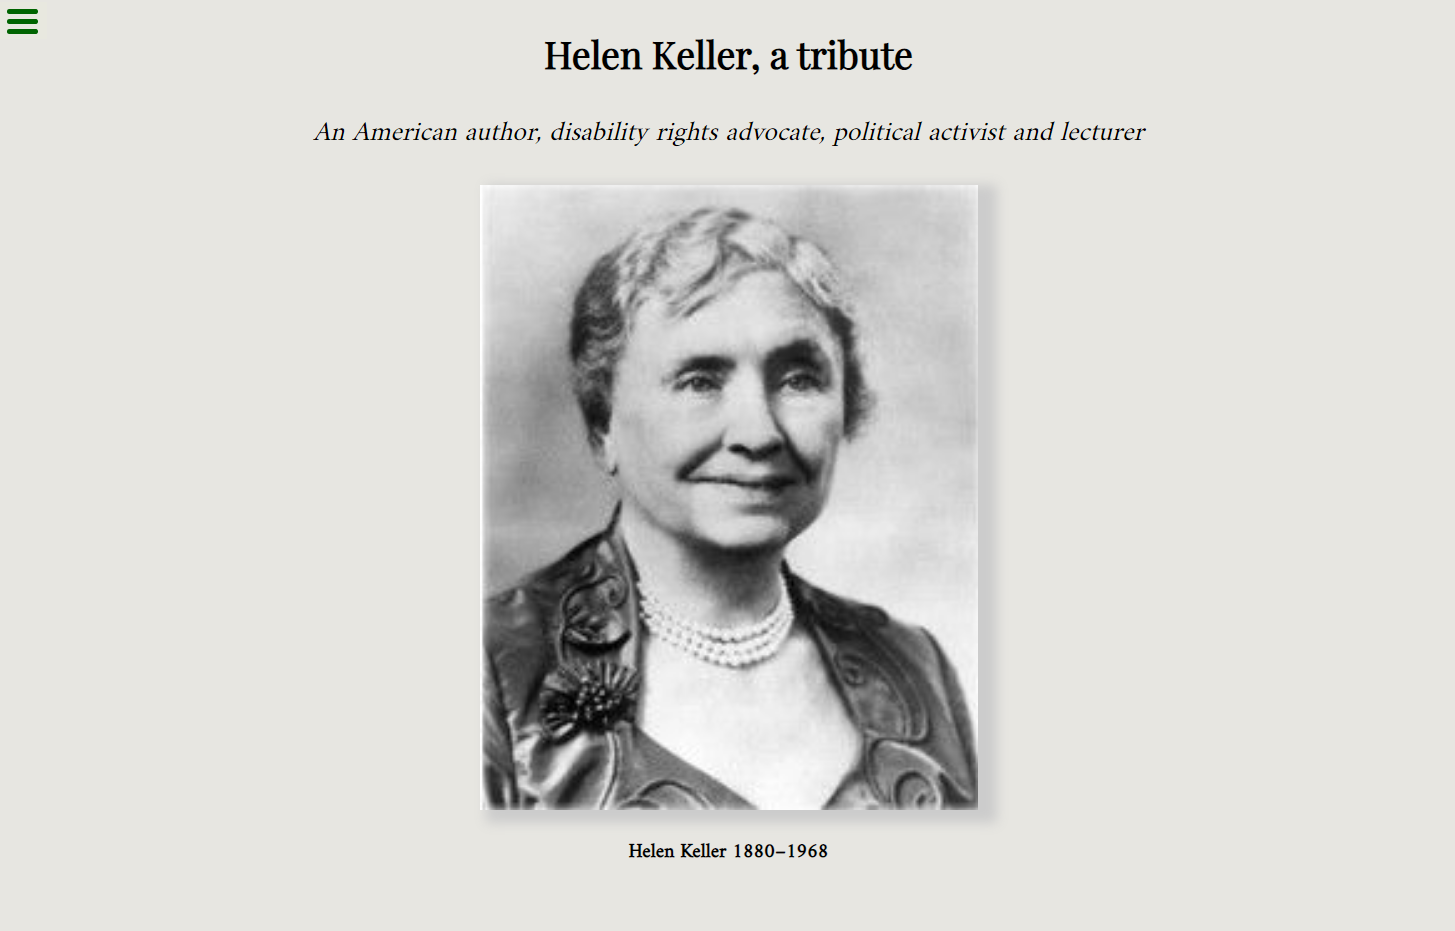 Helen Keller, a tribute
An American author, disability rights advocate, political activist and lecturer
Helen Keller 1880–1968